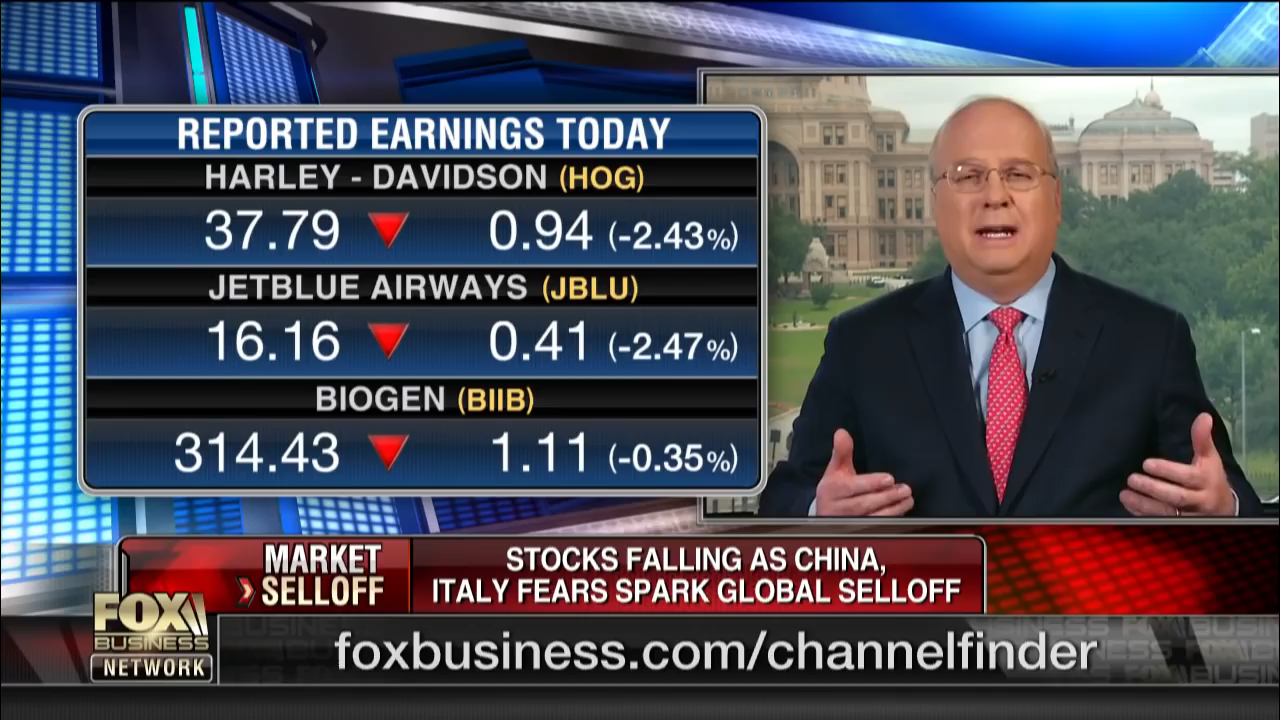 REPORTED EARNINGS TODAY
HARLEY - DAVIDSON (HOG)
37.79 ▼ 0.94 (-2.43%)
JETBLUE AIRWAYS (JBLU)
16.16 ▼ 0.41 (-2.47%)
BIOGEN (BIIB)
314.43 ▼ 1.11 (-0.35%)
MARKET
SELLOFF
STOCKS FALLING AS CHINA,
ITALY FEARS SPARK GLOBAL SELLOFF
FOX
BUSINESS
NETWORK
foxbusiness.com/channelfinder